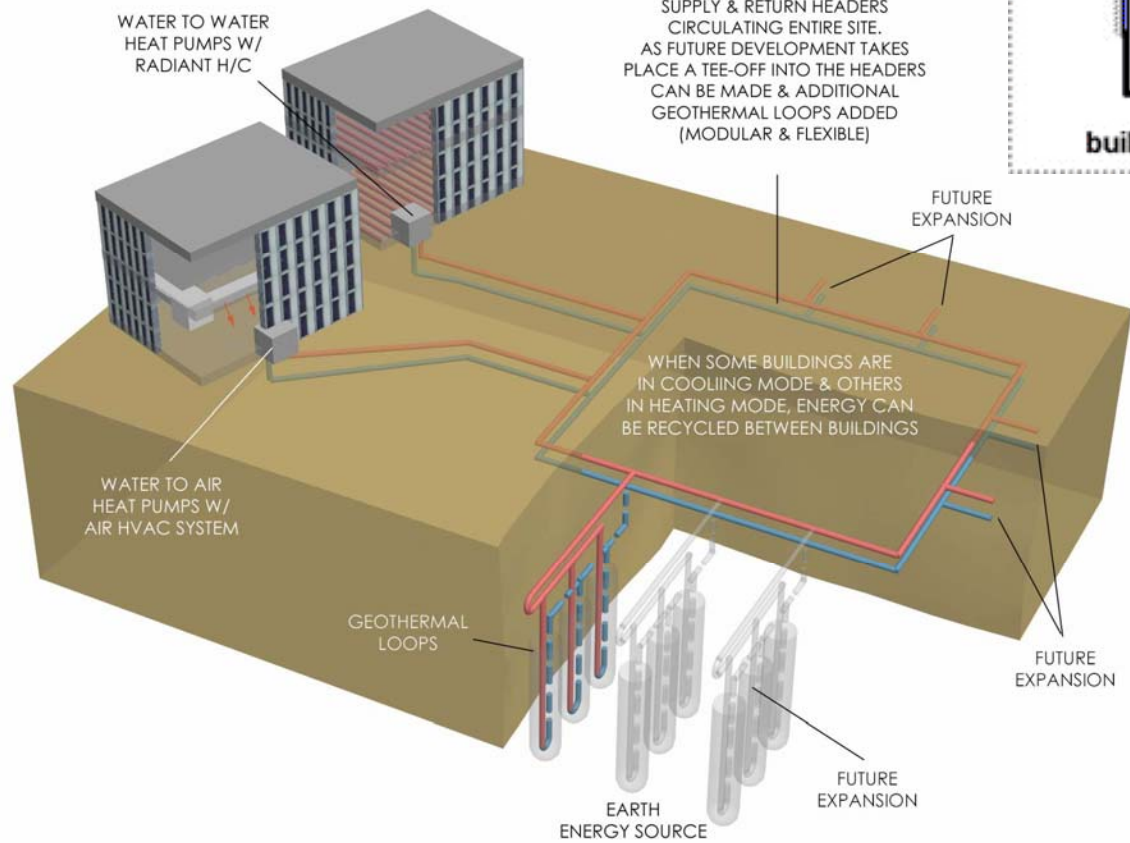 WATER TO WATER
HEAT PUMPS W/
RADIANT H/C
SUPPLY & RETURN HEADERS
CIRCULATING ENTIRE SITE.
AS FUTURE DEVELOPMENT TAKES
PLACE A TEE-OFF INTO THE HEADERS
CAN BE MADE & ADDITIONAL
GEOTHERMAL LOOPS ADDED
(MODULAR & FLEXIBLE)
FUTURE
EXPANSION
WHEN SOME BUILDINGS ARE
IN COOLIING MODE & OTHERS
IN HEATING MODE, ENERGY CAN
BE RECYCLED BETWEEN BUILDINGS
WATER TO AIR
HEAT PUMPS W/
AIR HVAC SYSTEM
GEOTHERMAL
LOOPS
FUTURE
EXPANSION
FUTURE
EXPANSION
EARTH
ENERGY SOURCE